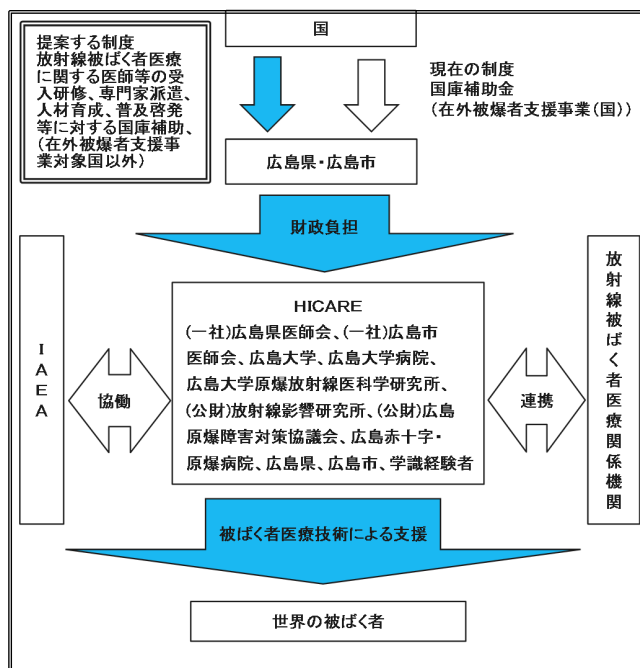 国
提案する制度
放射線被ばく者医療
に関する医師等の受
入研修、専門家派遣、
人材育成、普及啓発
等に対する国庫補助、
(在外被爆者支援事
業対象国以外)
現在の制度
国庫補助金
(在外被爆者支援事業(国))
広島県・広島市
財政負担
IAEA
協働
HICARE
(一社)広島県医師会、(一社)広島市
医師会、広島大学、広島大学病院、
広島大学原爆放射線医科学研究所、
(公財)放射線影響研究所、(公財)広島
原爆障害対策協議会、広島赤十字・
原爆病院、広島県、広島市、学識経験者
連携
放射線被ばく者医療関係機関
被ばく者医療技術による支援
世界の被ばく者